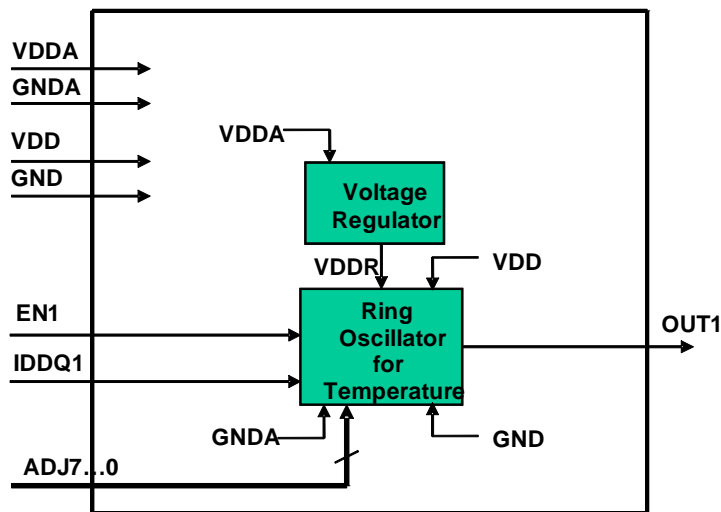 VDDA
GNDA
VDD
GND
VDDA
Voltage
Regulator
VDDR
VDD
EN1
Ring
Oscillator
for
Temperature
OUT1
IDDQ1
GNDA
GND
ADJ7...0